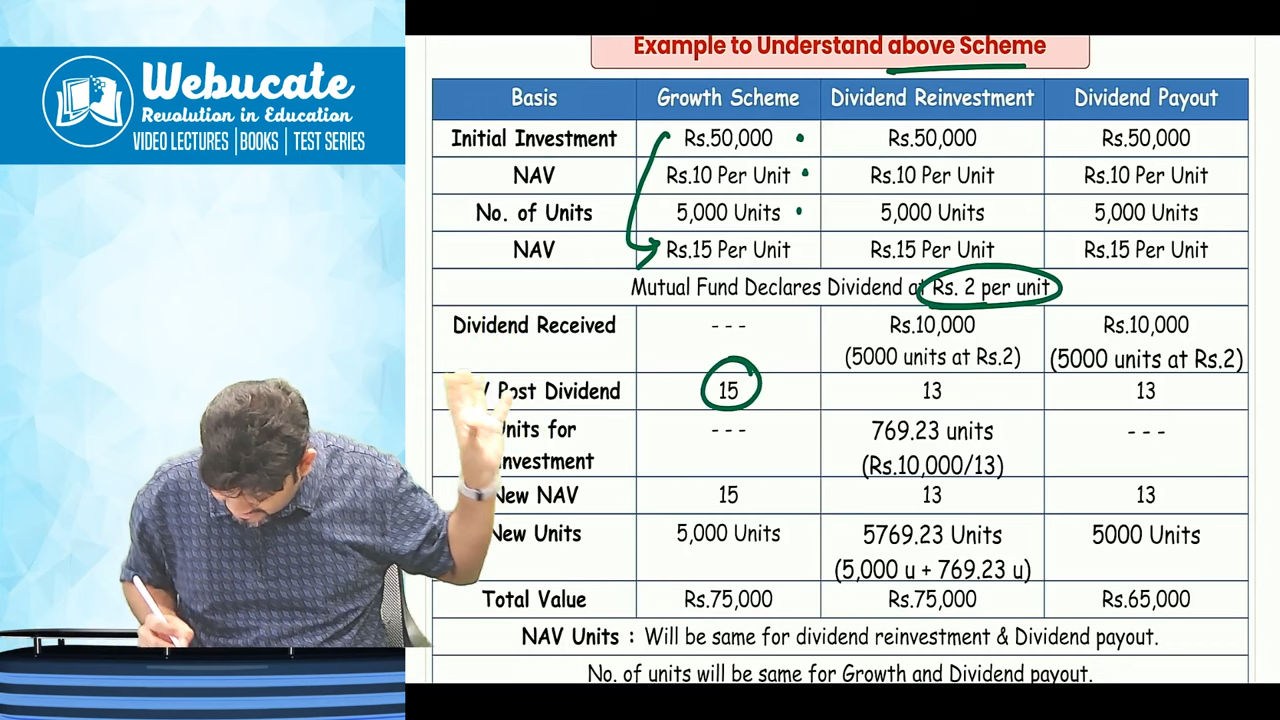 Webucate
Revolution in Education
VIDEO LECTURES | BOOKS | TEST SERIES
Example to Understand above Scheme
Basis Growth Scheme Dividend Reinvestment Dividend Payout
Initial Investment Rs.50,000 Rs.50,000 Rs.50,000
NAV Rs.10 Per Unit Rs.10 Per Unit Rs.10 Per Unit
No. of Units 5,000 Units 5,000 Units 5,000 Units
NAV Rs.15 Per Unit Rs.15 Per Unit Rs.15 Per Unit
Mutual Fund Declares Dividend at Rs. 2 per unit
Dividend Received - - - Rs.10,000 Rs.10,000
(5000 units at Rs.2) (5000 units at Rs.2)
Post Dividend 15 13 13
Units for - - - 769.23 units - - -
(Rs.10,000/13)
New NAV 15 13 13
New Units 5,000 Units 5769.23 Units 5000 Units
(5,000 u + 769.23 u)
Total Value Rs.75,000 Rs.75,000 Rs.65,000
NAV Units : Will be same for dividend reinvestment & Dividend payout.
No. of units will be same for Growth and Dividend payout.